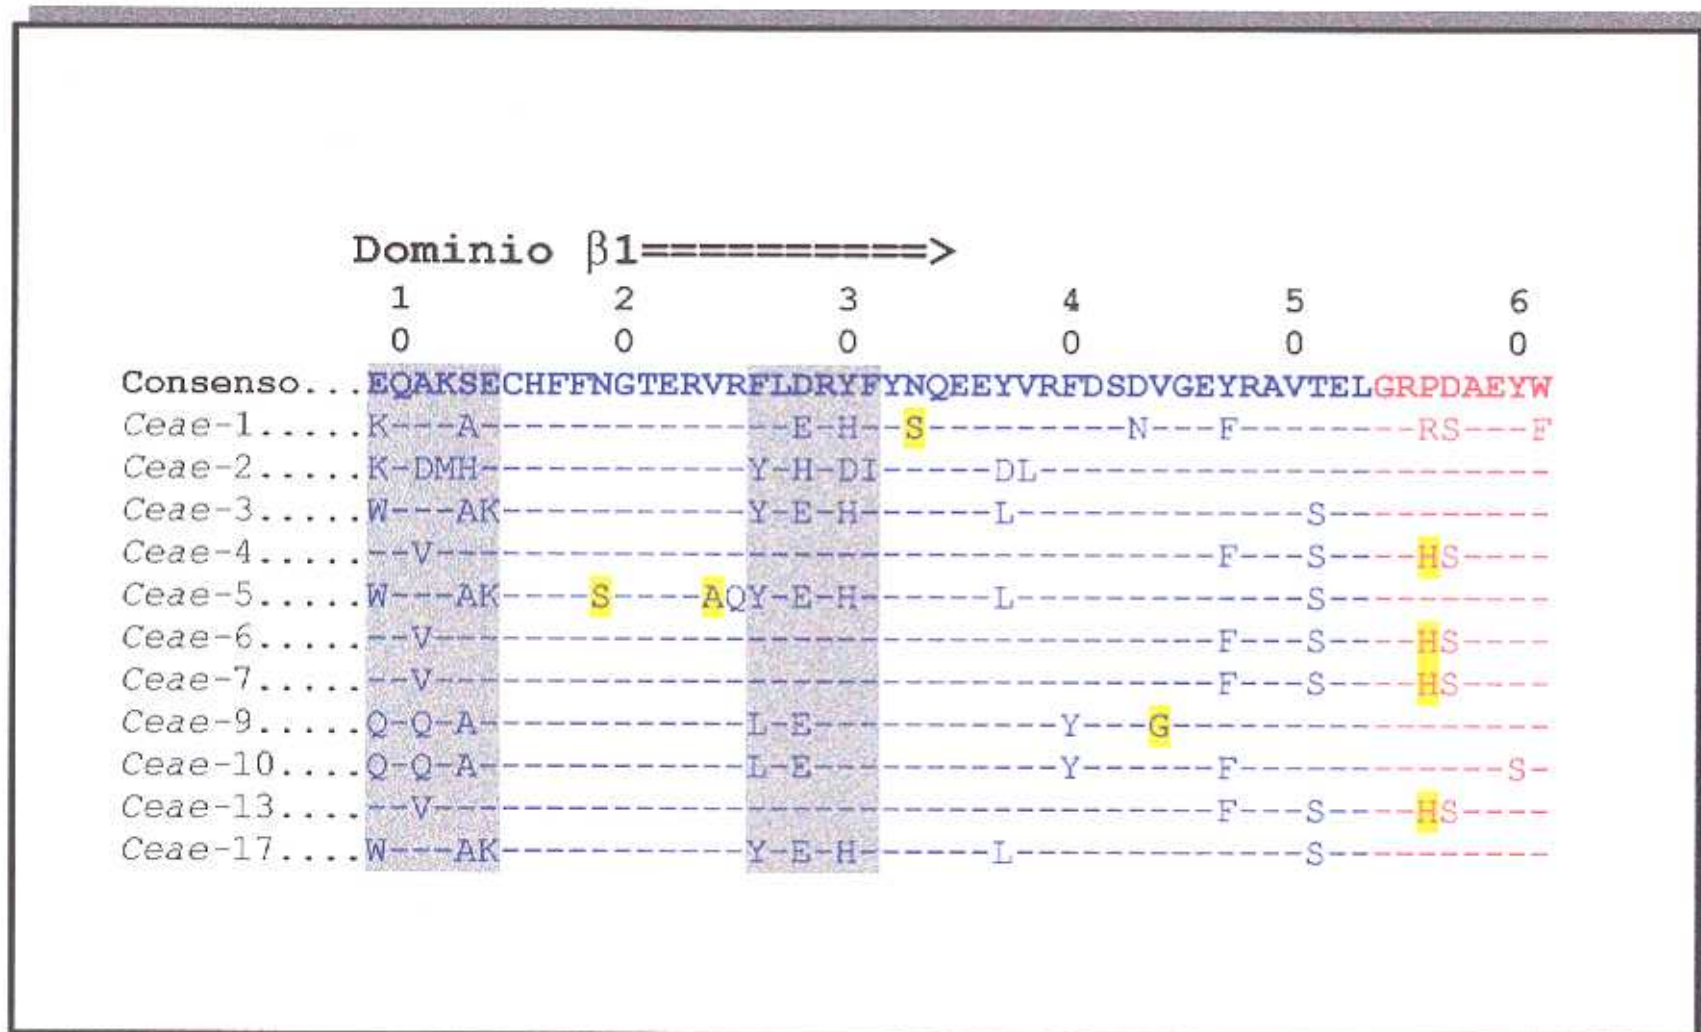 Dominio β1==========>
1 2 3 4 5 6
0 0 0 0 0 0
Consenso...EQAKSECHFFNGTERVRFLDRYFYNQEEYVRFDSDVGEYRAVTELGRPDAEYW
Ceae-1.....K---A--------------E-H--S---------N---F--------RS---F
Ceae-2.....K-DMH------------Y-H-DI-----DL-----------------------
Ceae-3.....W---AK-----------Y-E-H------L-------------S----------
Ceae-4.....--V-----------------------------------F---S----HS----
Ceae-5.....W---AK----S----AQY-E-H------L-------------S----------
Ceae-6.....--V-----------------------------------F---S----HS----
Ceae-7.....--V-----------------------------------F---S----HS----
Ceae-9.....Q-Q-A------------L-E-----------Y---G-----------------
Ceae-10....Q-Q-A------------L-E-----------Y------F------------S-
Ceae-13....--V-----------------------------------F---S----HS----
Ceae-17....W---AK-----------Y-E-H------L-------------S----------